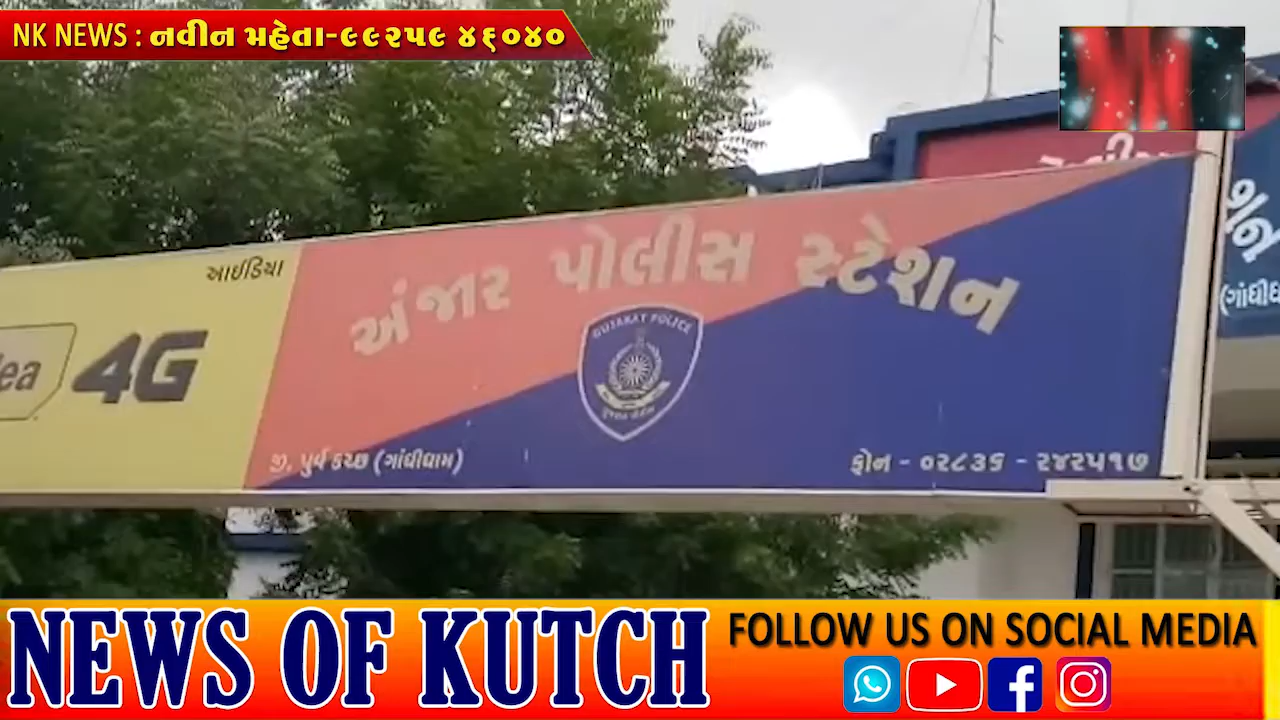 NK NEWS : નવીન મહેતા-૯૯૨૫૯ ૪૬૦૪૦
આઈડિયા
4G
અંજાર પોલીસ સ્ટેશન
GUJARAT POLICE
જી. પુર્વ કચ્છ (ગાંધીધામ)
ફોન - ૦૨૮૩૬ - ૨૪૨૫૧૭
NEWS OF KUTCH
FOLLOW US ON SOCIAL MEDIA